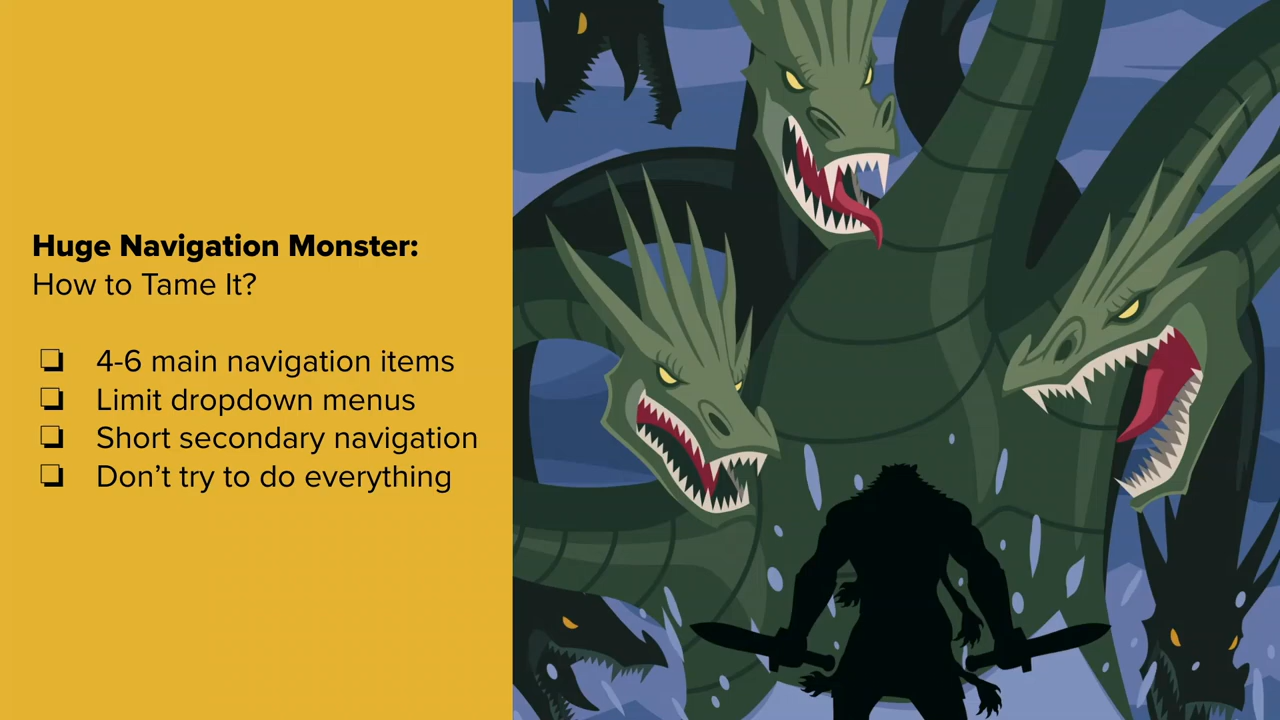 Huge Navigation Monster:
How to Tame It?
❏ 4-6 main navigation items
❏ Limit dropdown menus
❏ Short secondary navigation
❏ Don’t try to do everything